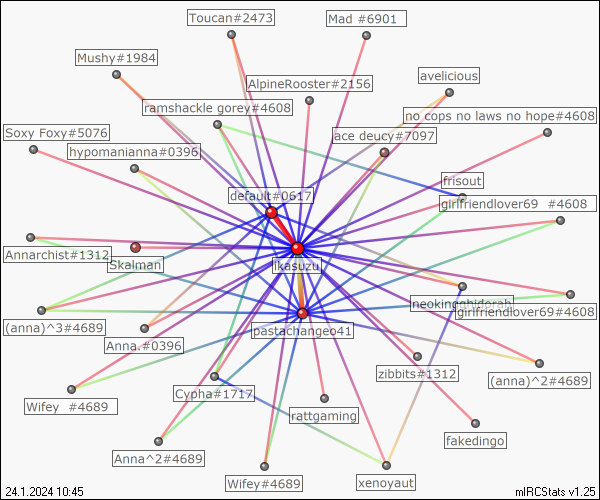 Toucan#2473
Mad #6901
Mushy#1984
avelicious
AlpineRooster#2156
ramshackle gorey#4608
no cops no laws no hope#4608
Soxy Foxy#5076
ace deucy#7097
hypomanianna#0396
frisout
default#0617
girlfriendlover69 #4608
Annarchist#1312
Skalman
ikasuzu
neokingghidorah
girlfriendlover69#4608
(anna)^3#4689
pastachangeo41
Anna.#0396
zibbits#1312
(anna)^2#4689
Cypha#1717
Wifey #4689
rattgaming
fakedingo
Anna^2#4689
Wifey#4689
xenoyaut
24.1.2024 10:45
mIRCStats v1.25